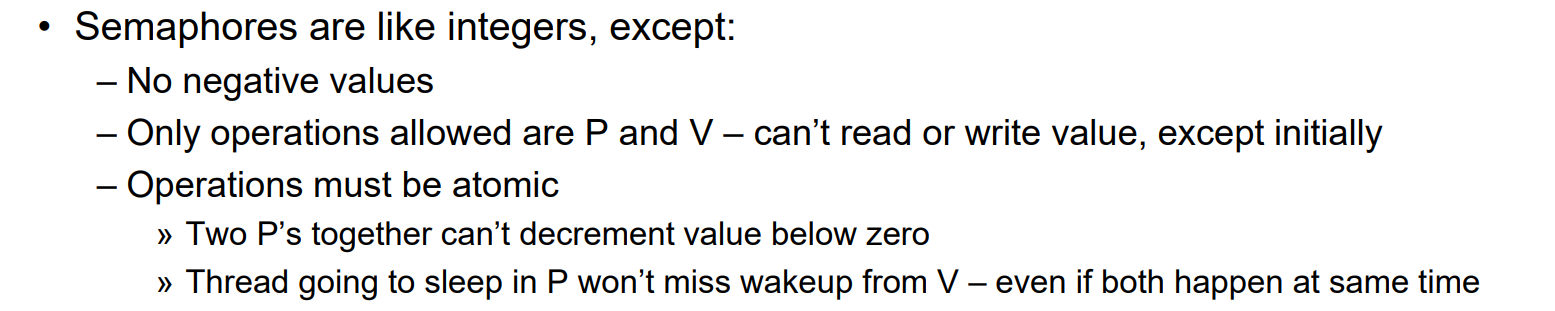 • Semaphores are like integers, except:
– No negative values
– Only operations allowed are P and V – can’t read or write value, except initially
– Operations must be atomic
» Two P’s together can’t decrement value below zero
» Thread going to sleep in P won’t miss wakeup from V – even if both happen at same time